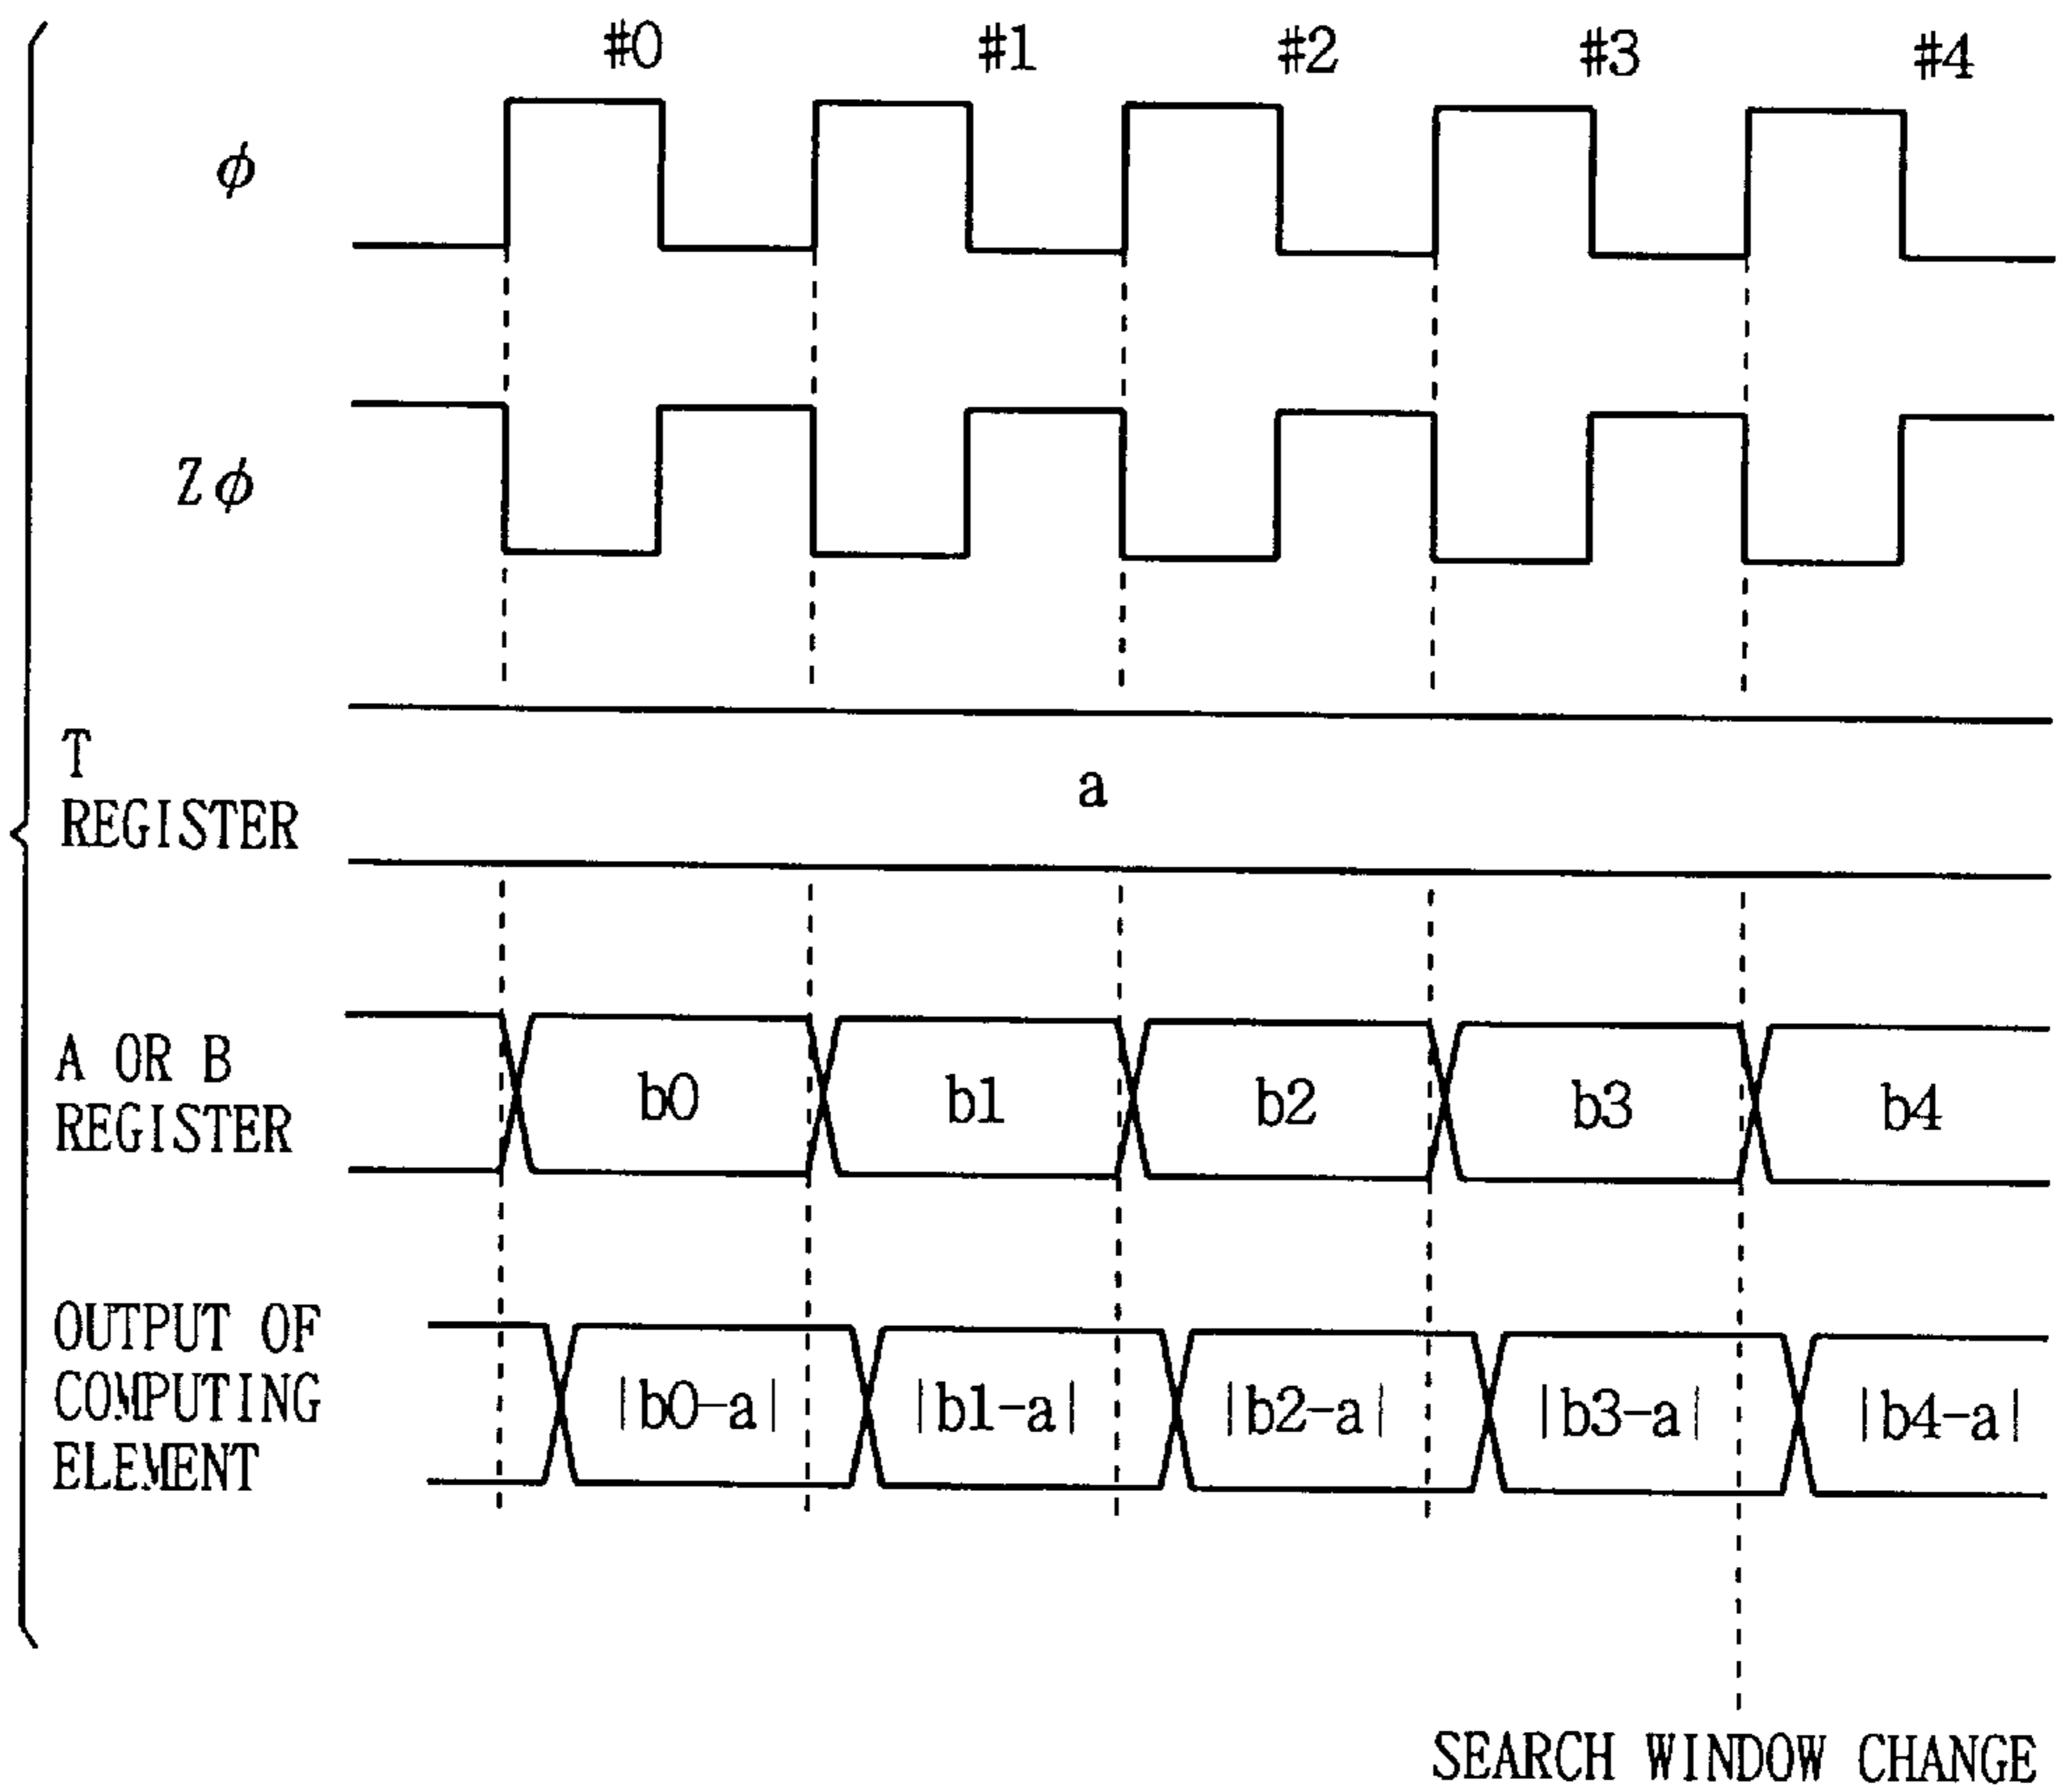 #0 #1 #2 #3 #4
ϕ
Zϕ
T
REGISTER
a
A OR B
REGISTER
b0 b1 b2 b3 b4
OUTPUT OF
COMPUTING
ELEMENT
|b0-a| |b1-a| |b2-a| |b3-a| |b4-a|
SEARCH WINDOW CHANGE